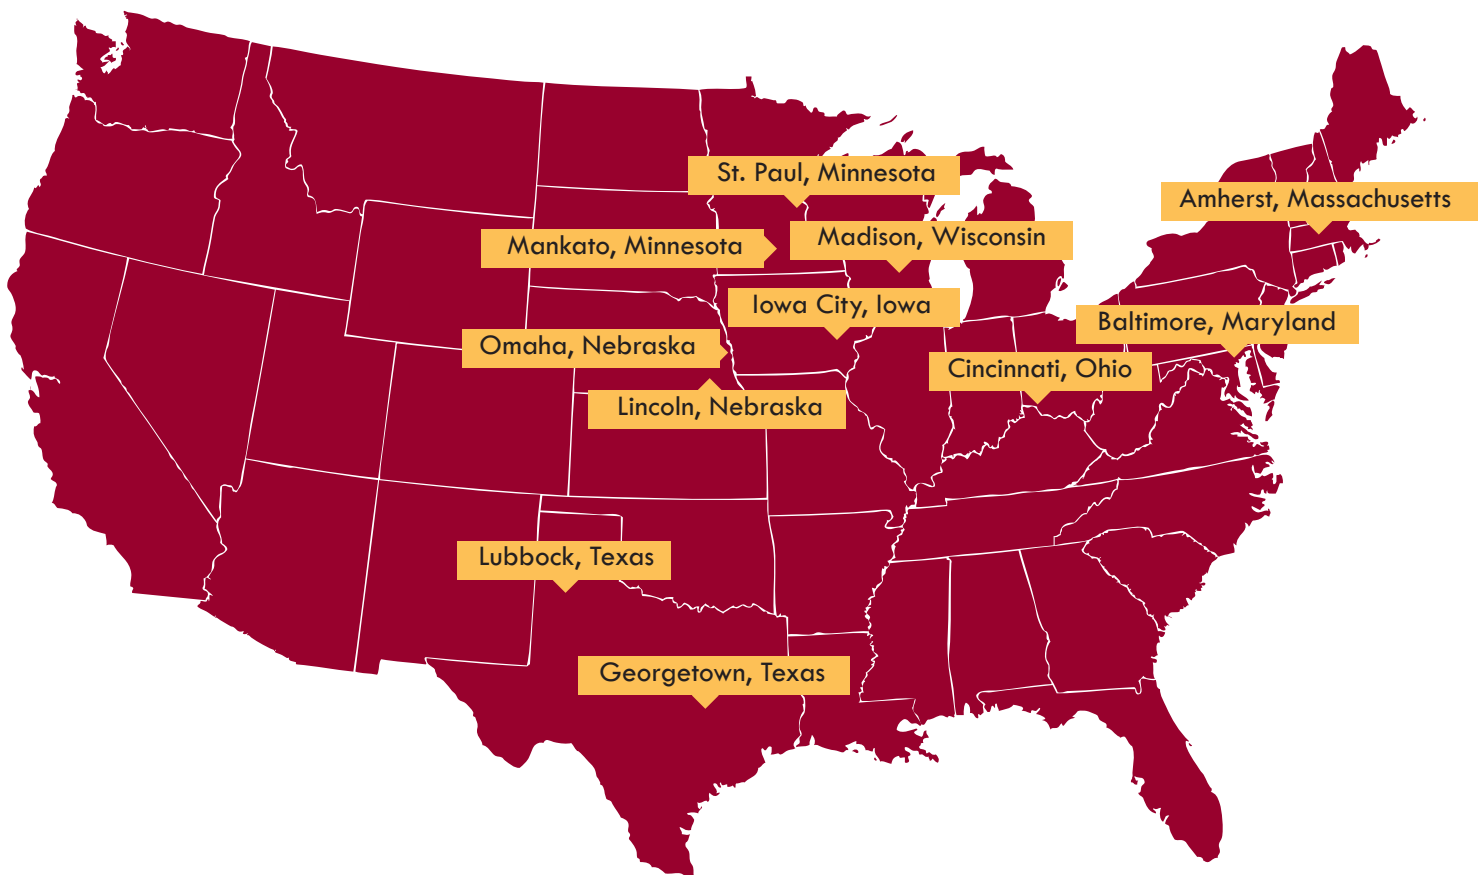 St. Paul, Minnesota
Amherst, Massachusetts
Mankato, Minnesota
Madison, Wisconsin
Iowa City, Iowa
Baltimore, Maryland
Omaha, Nebraska
Cincinnati, Ohio
Lincoln, Nebraska
Lubbock, Texas
Georgetown, Texas